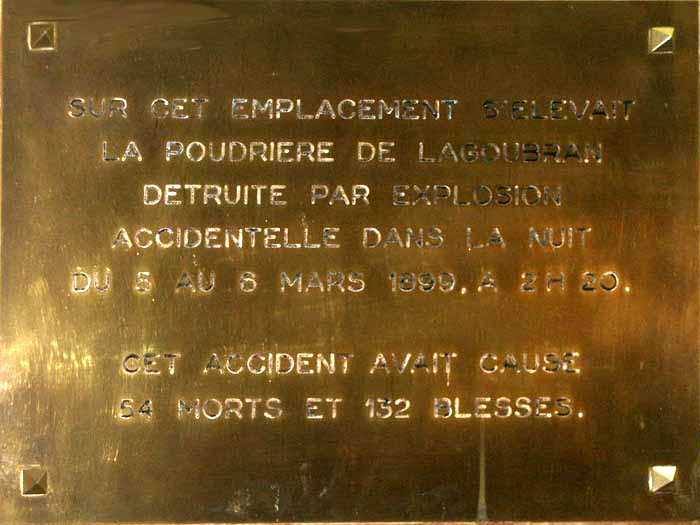 SUR CET EMPLACEMENT S'ELEVAIT
LA POUDRIERE DE LAGOUBRAN
DETRUITE PAR EXPLOSION
ACCIDENTELLE DANS LA NUIT
DU 5 AU 6 MARS 1899, A 2 H 20.
CET ACCIDENT AVAIT CAUSE
54 MORTS ET 132 BLESSES.